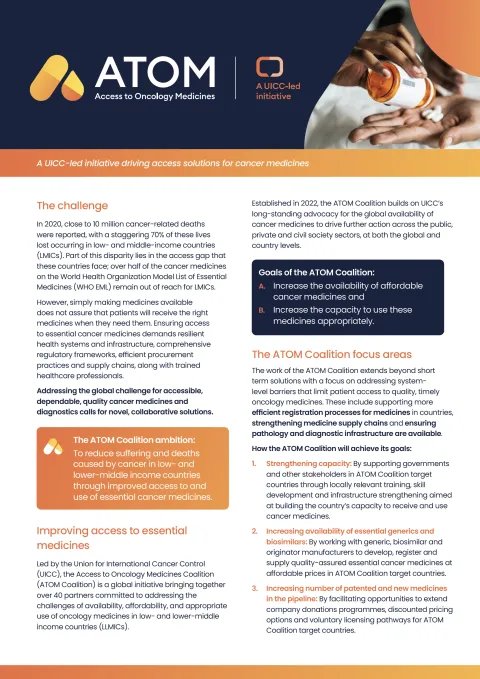 ATOM
Access to Oncology Medicines
A UICC-led
initiative
A UICC-led initiative driving access solutions for cancer medicines
The challenge
In 2020, close to 10 million cancer-related deaths
were reported, with a staggering 70% of these lives
lost occurring in low- and middle-income countries
(LMICs). Part of this disparity lies in the access gap that
these countries face; over half of the cancer medicines
on the World Health Organization Model List of Essential
Medicines (WHO EML) remain out of reach for LMICs.
However, simply making medicines available
does not assure that patients will receive the right
medicines when they need them. Ensuring access
to essential cancer medicines demands resilient
health systems and infrastructure, comprehensive
regulatory frameworks, efficient procurement
practices and supply chains, along with trained
healthcare professionals.
Addressing the global challenge for accessible,
dependable, quality cancer medicines and
diagnostics calls for novel, collaborative solutions.
The ATOM Coalition ambition:
To reduce suffering and deaths
caused by cancer in low- and
lower-middle income countries
through improved access to and
use of essential cancer medicines.
Improving access to essential
medicines
Led by the Union for International Cancer Control
(UICC), the Access to Oncology Medicines Coalition
(ATOM Coalition) is a global initiative bringing together
over 40 partners committed to addressing the
challenges of availability, affordability, and appropriate
use of oncology medicines in low- and lower-middle
income countries (LLMICs).
Established in 2022, the ATOM Coalition builds on UICC's
long-standing advocacy for the global availability of
cancer medicines to drive further action across the public,
private and civil society sectors, at both the global and
country levels.
Goals of the ATOM Coalition:
A. Increase the availability of affordable
cancer medicines and
B. Increase the capacity to use these
medicines appropriately.
The ATOM Coalition focus areas
The work of the ATOM Coalition extends beyond short
term solutions with a focus on addressing system-
level barriers that limit patient access to quality, timely
oncology medicines. These include supporting more
efficient registration processes for medicines in countries,
strengthening medicine supply chains and ensuring
pathology and diagnostic infrastructure are available.
How the ATOM Coalition will achieve its goals:
1. Strengthening capacity: By supporting governments
and other stakeholders in ATOM Coalition target
countries through locally relevant training, skill
development and infrastructure strengthening aimed
at building the country's capacity to receive and use
cancer medicines.
2. Increasing availability of essential generics and
biosimilars: By working with generic, biosimilar and
originator manufacturers to develop, register and
supply quality-assured essential cancer medicines at
affordable prices in ATOM Coalition target countries.
3. Increasing number of patented and new medicines
in the pipeline: By facilitating opportunities to extend
company donations programmes, discounted pricing
options and voluntary licensing pathways for ATOM
Coalition target countries.